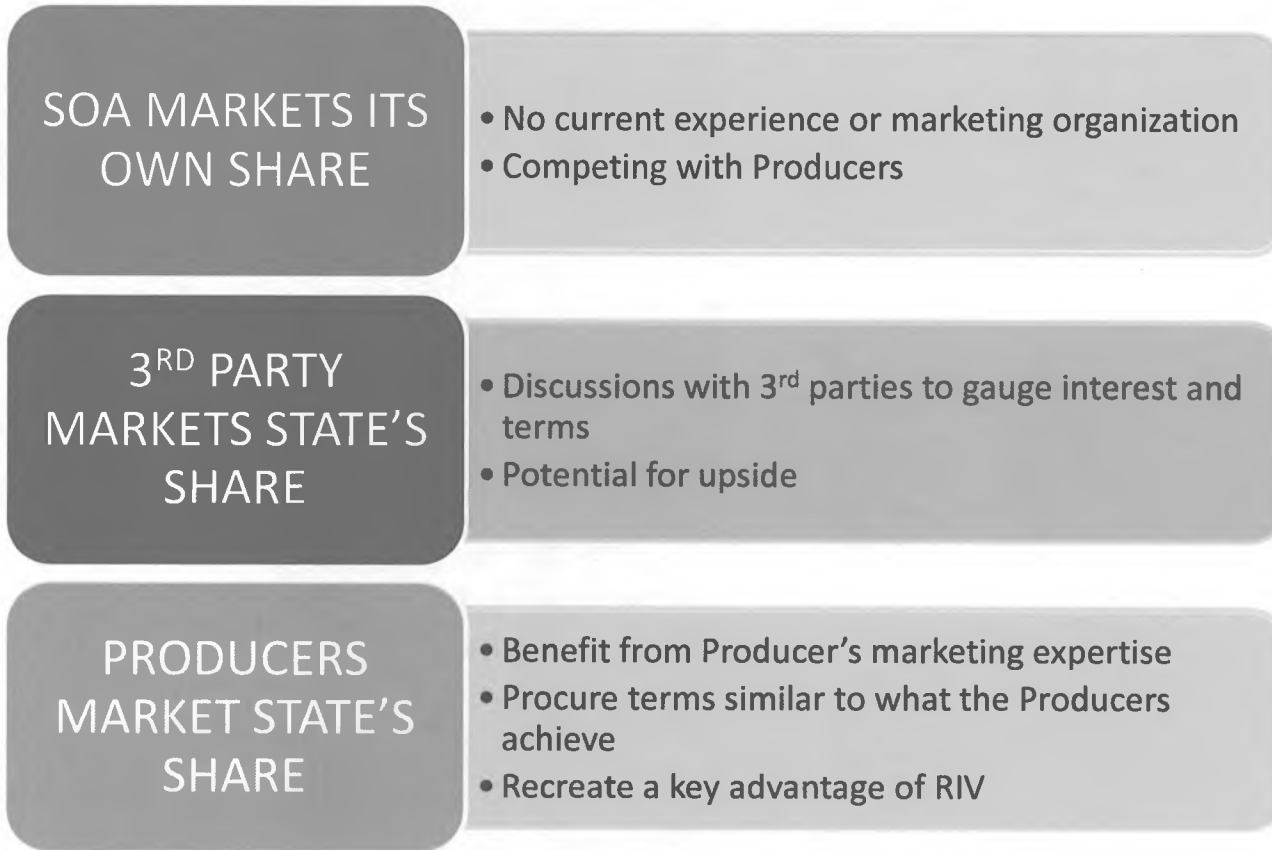 SOA MARKETS ITS
OWN SHARE
• No current experience or marketing organization
• Competing with Producers
3RD PARTY
MARKETS STATE'S
SHARE
• Discussions with 3rd parties to gauge interest and
terms
• Potential for upside
PRODUCERS
MARKET STATE'S
SHARE
• Benefit from Producer's marketing expertise
• Procure terms similar to what the Producers
achieve
• Recreate a key advantage of RIV